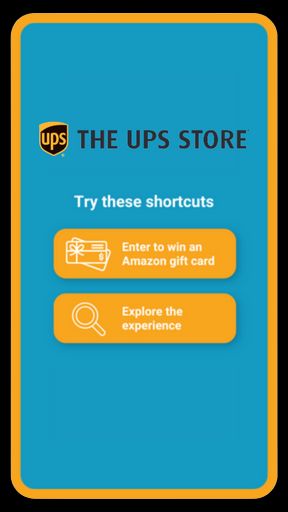 ups THE UPS STORE
Try these shortcuts
Enter to win an
Amazon gift card
Explore the
experience